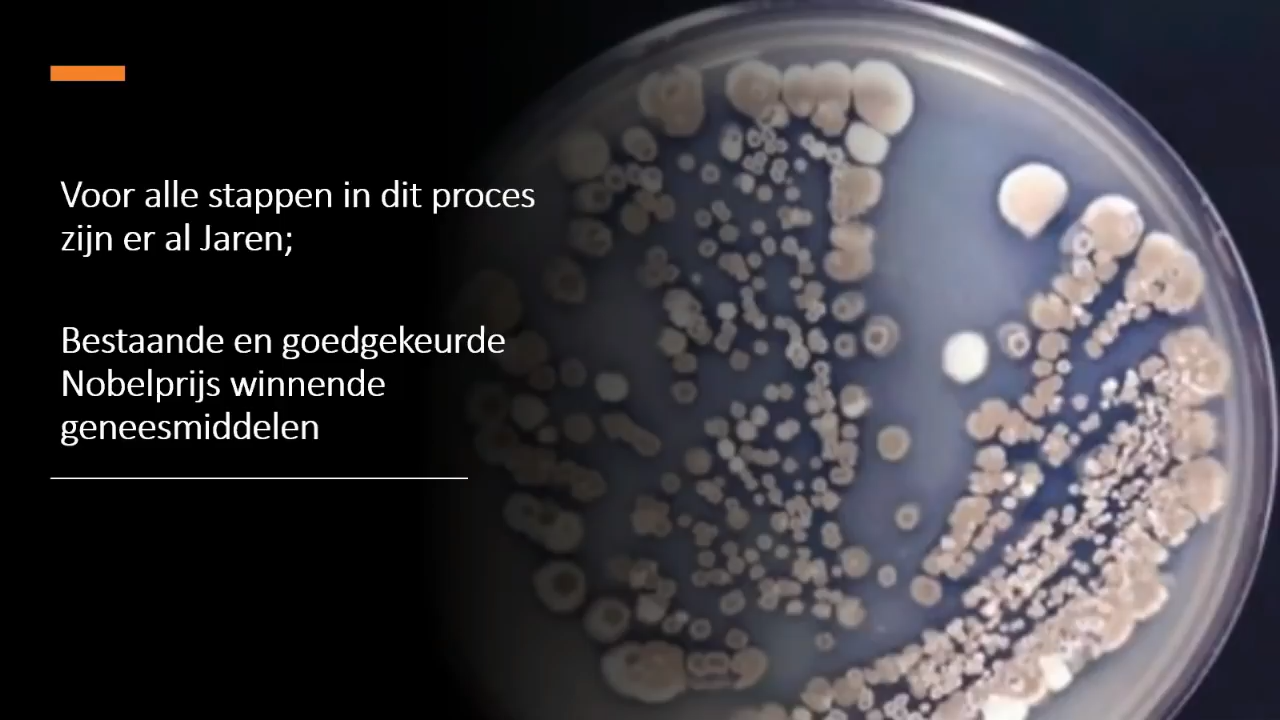 Voor alle stappen in dit proces
zijn er al Jaren;
Bestaande en goedgekeurde
Nobelprijs winnende
geneesmiddelen